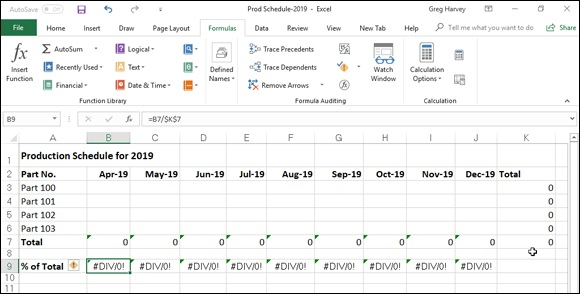 AutoSave Off Prod Schedule-2019 - Excel Greg Harvey
File Home Insert Draw Page Layout Formulas Data Review View New Tab Help Tell me what you want
Insert Function
AutoSum
Recently Used
Financial
Logical
Text
Date & Time
Function Library
Defined Names
Trace Precedents
Trace Dependents
Remove Arrows
Watch Window
Formula Auditing
Calculation Options
Calculation
B9 fx =B7/$K$7
A B C D E F G H I J K
1 Production Schedule for 2019
2 Part No. Apr-19 May-19 Jun-19 Jul-19 Aug-19 Sep-19 Oct-19 Nov-19 Dec-19 Total
3 Part 100 0
4 Part 101 0
5 Part 102 0
6 Part 103 0
7 Total 0 0 0 0 0 0 0 0 0 0
8
9 % of Total #DIV/0! #DIV/0! #DIV/0! #DIV/0! #DIV/0! #DIV/0! #DIV/0! #DIV/0! #DIV/0!
10
11